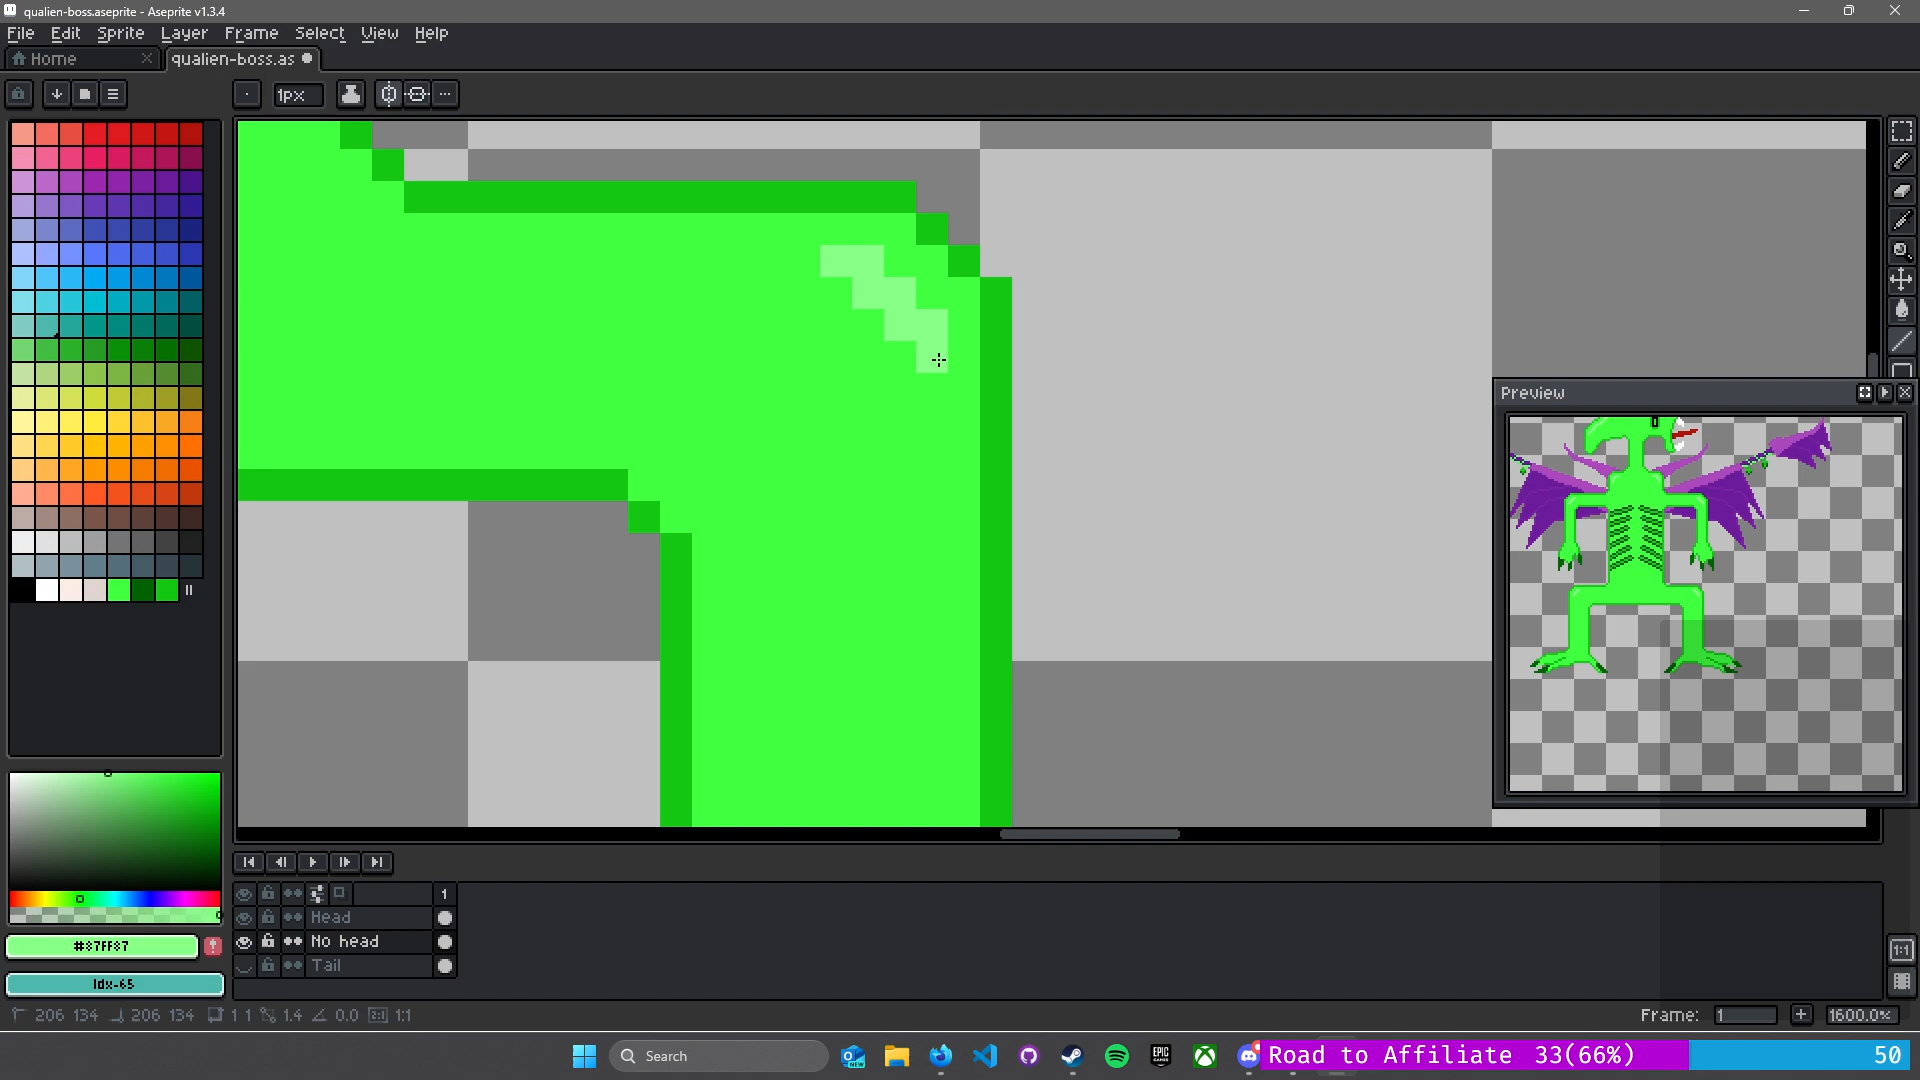 qualien-boss.aseprite - Aseprite v1.3.4
File Edit Sprite Layer Frame Select View Help
Home
qualien-boss.as
1px
Preview
1
Head
No head
Tail
#87FF87
Idx-65
206 134 206 134 1 1 1.4 0.0 1:1
Frame: 1 1600.0%
1:1
Search
Road to Affiliate 33(66%) 50